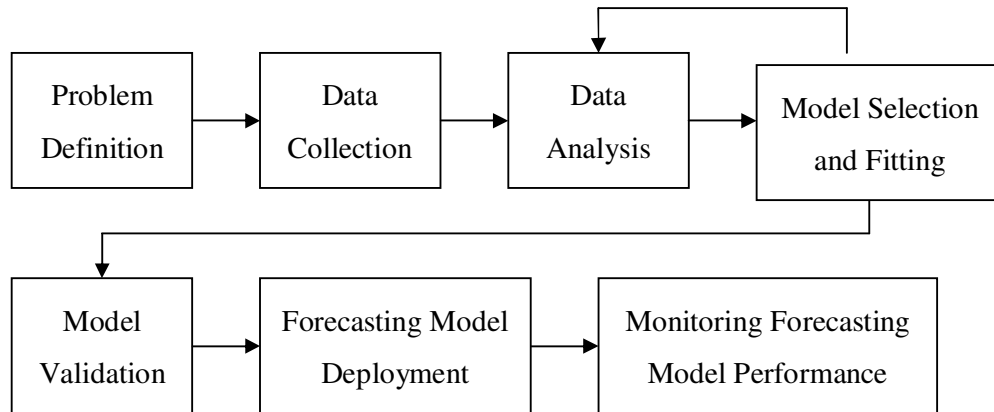 Problem
Definition
Data
Collection
Data
Analysis
Model Selection
and Fitting
Model
Validation
Forecasting Model
Deployment
Monitoring Forecasting
Model Performance